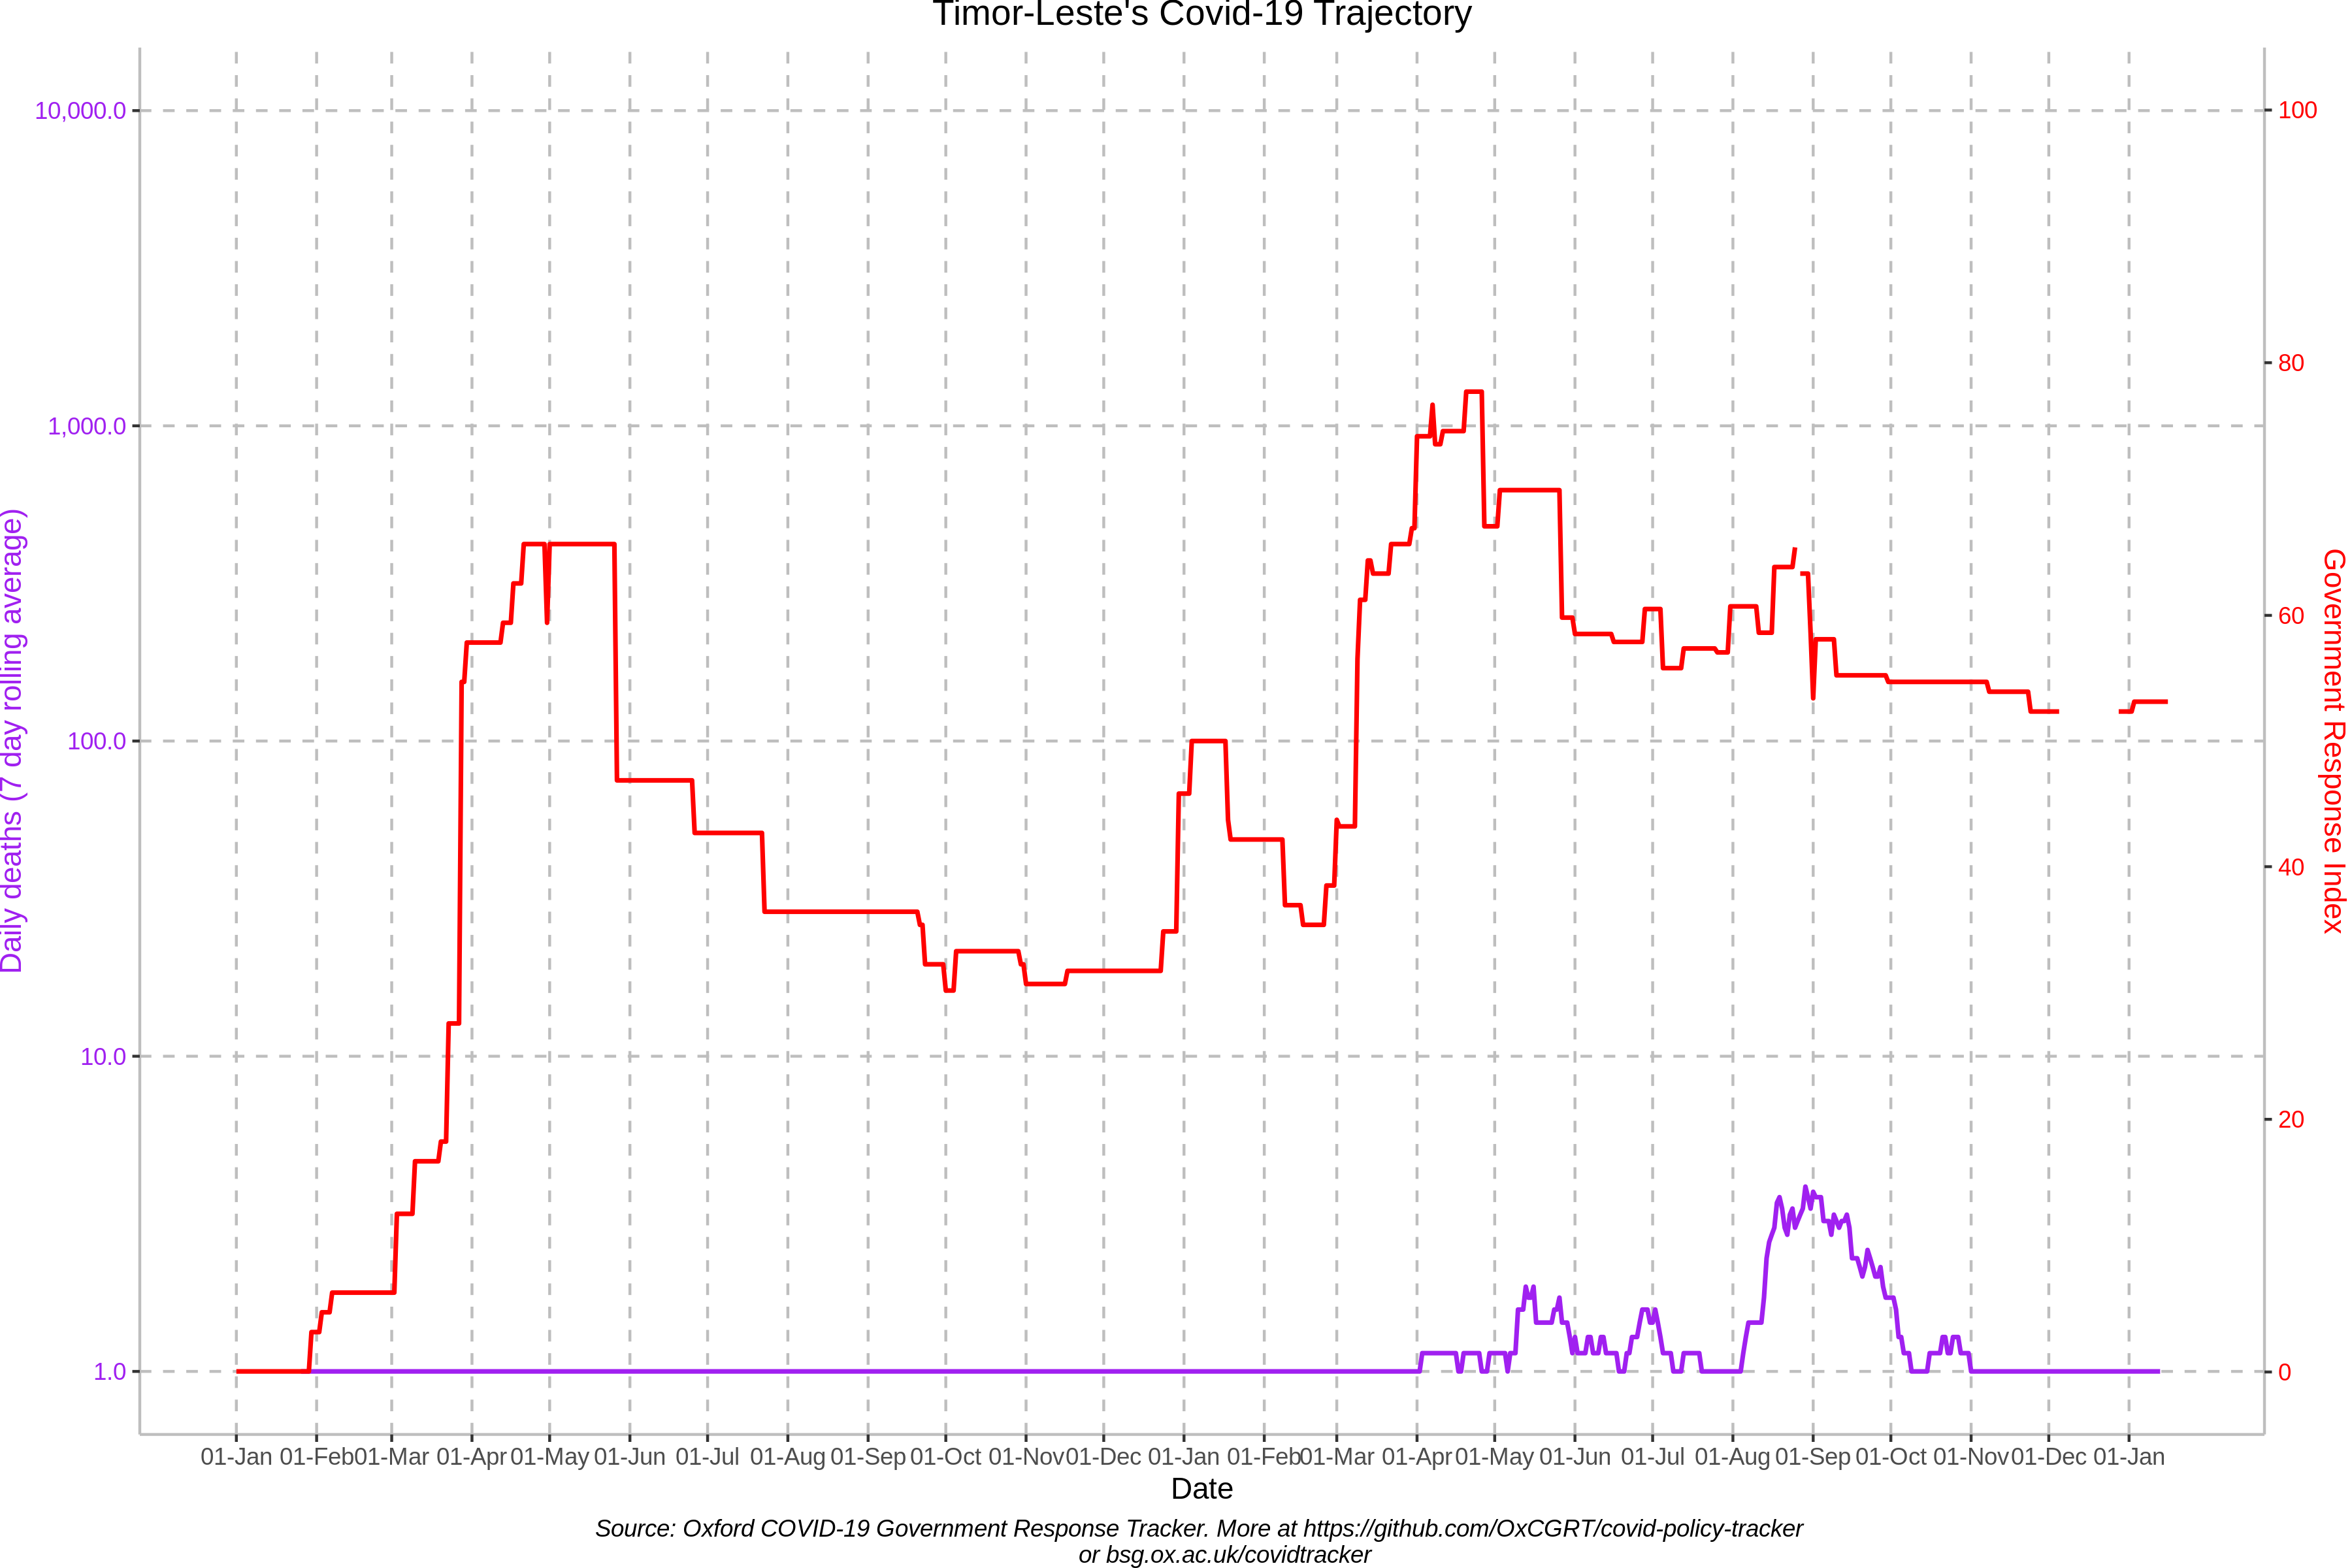 Timor-Leste's Covid-19 Trajectory
10,000.0
1,000.0
100.0
10.0
1.0
Daily deaths (7 day rolling average)
100
80
60
40
20
0
Government Response Index
01-Jan 01-Feb 01-Mar 01-Apr 01-May 01-Jun 01-Jul 01-Aug 01-Sep 01-Oct 01-Nov 01-Dec 01-Jan 01-Feb 01-Mar 01-Apr 01-May 01-Jun 01-Jul 01-Aug 01-Sep 01-Oct 01-Nov 01-Dec 01-Jan
Date
Source: Oxford COVID-19 Government Response Tracker. More at https://github.com/OxCGRT/covid-policy-tracker
or bsg.ox.ac.uk/covidtracker